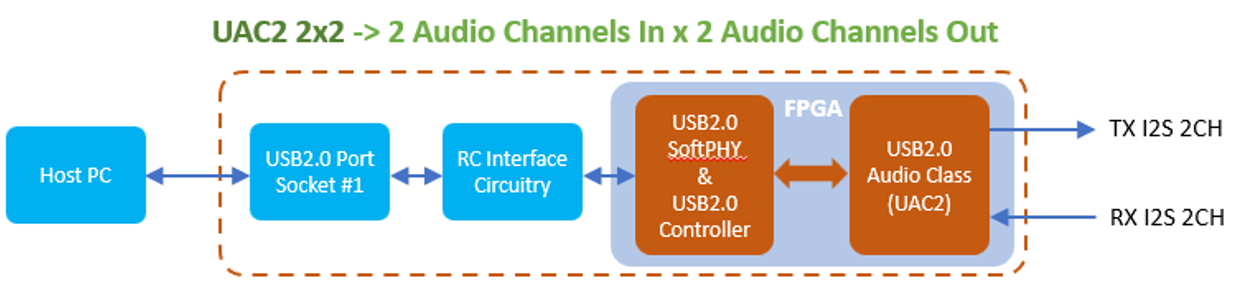 UAC2 2x2 -> 2 Audio Channels In x 2 Audio Channels Out
Host PC
USB2.0 Port
Socket #1
RC Interface
Circuitry
FPGA
USB2.0
SoftPHY
&
USB2.0
Controller
USB2.0
Audio Class
(UAC2)
TX I2S 2CH
RX I2S 2CH